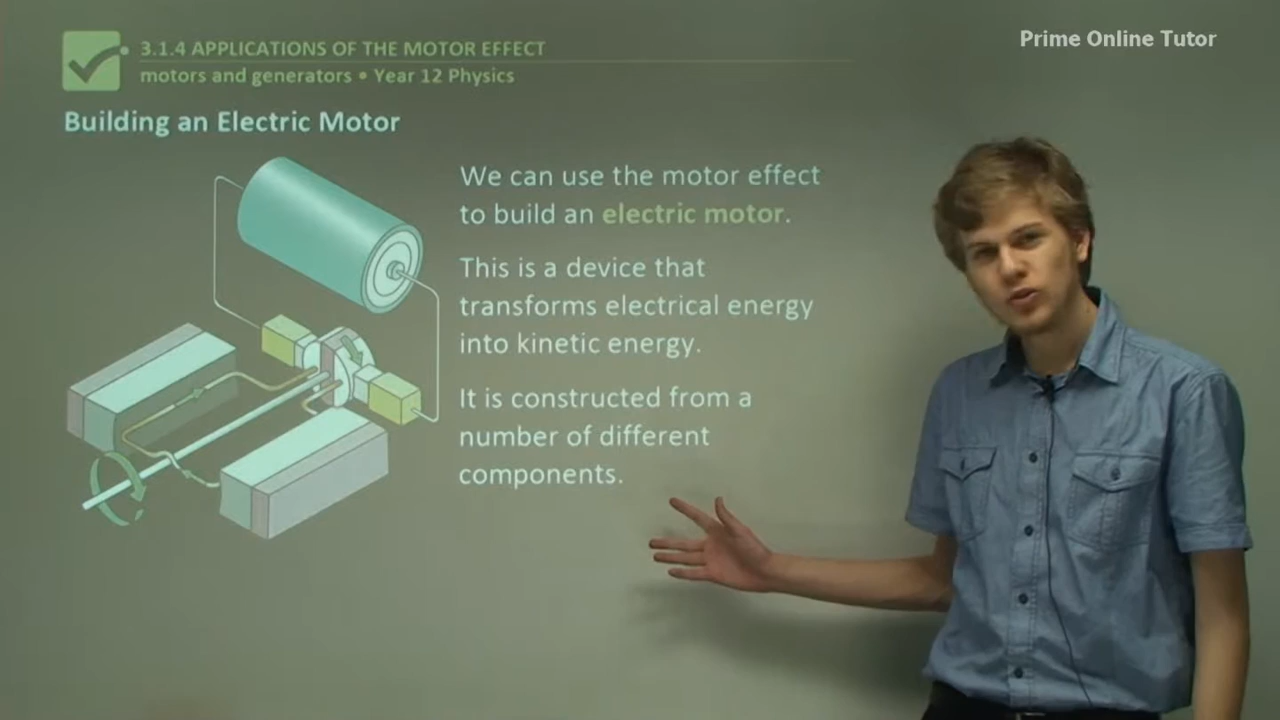 Prime Online Tutor
3.1.4 APPLICATIONS OF THE MOTOR EFFECT
motors and generators • Year 12 Physics
Building an Electric Motor
We can use the motor effect
to build an electric motor.
This is a device that
transforms electrical energy
into kinetic energy.
It is constructed from a
number of different
components.